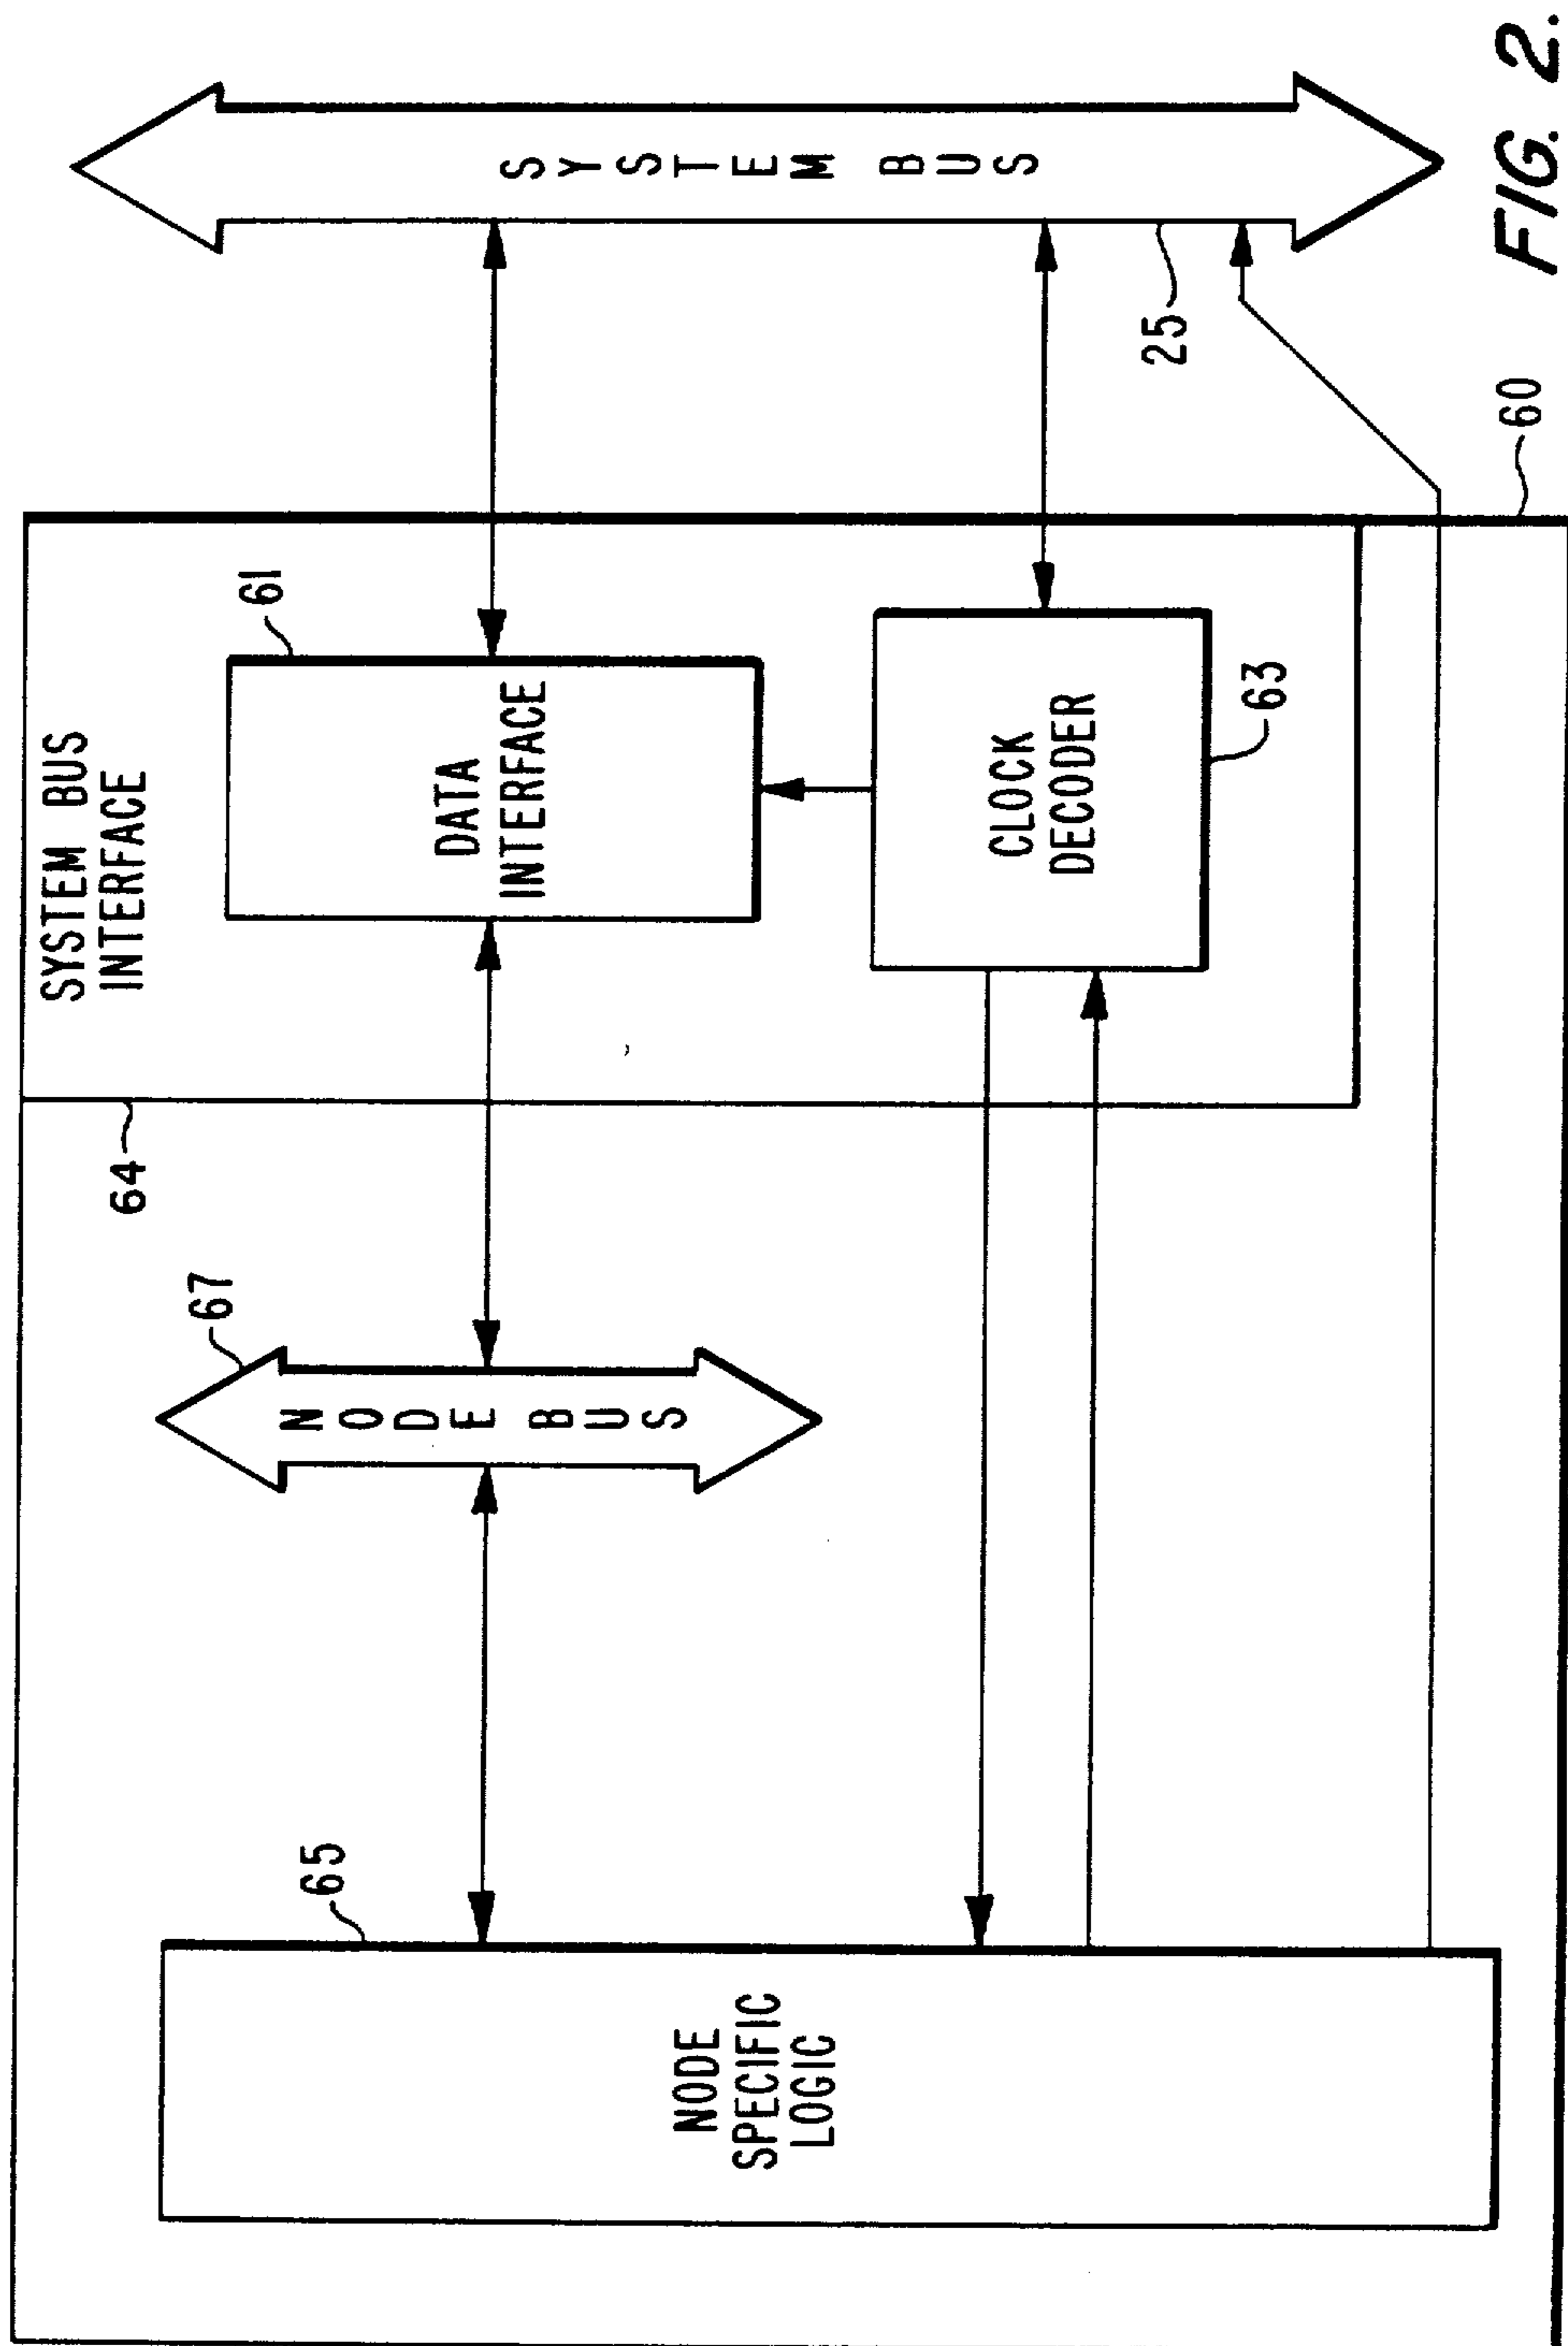 SYSTEM BUS
INTERFACE
64
67
NODE BUS
65
NODE
SPECIFIC
LOGIC
61
DATA
INTERFACE
CLOCK
DECODER
63
SYSTEM BUS
25
60
FIG. 2.